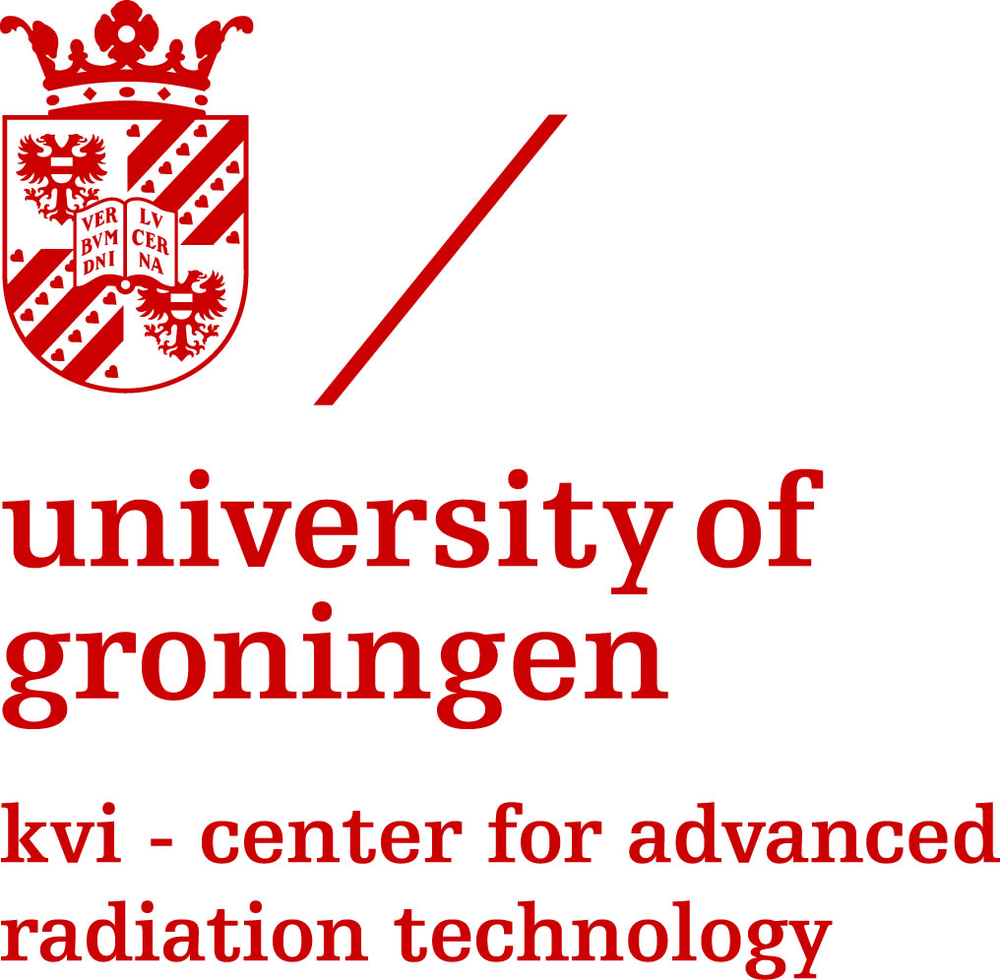 VER LV
BVM CER
DNI NA
university of
groningen
kvi - center for advanced
radiation technology